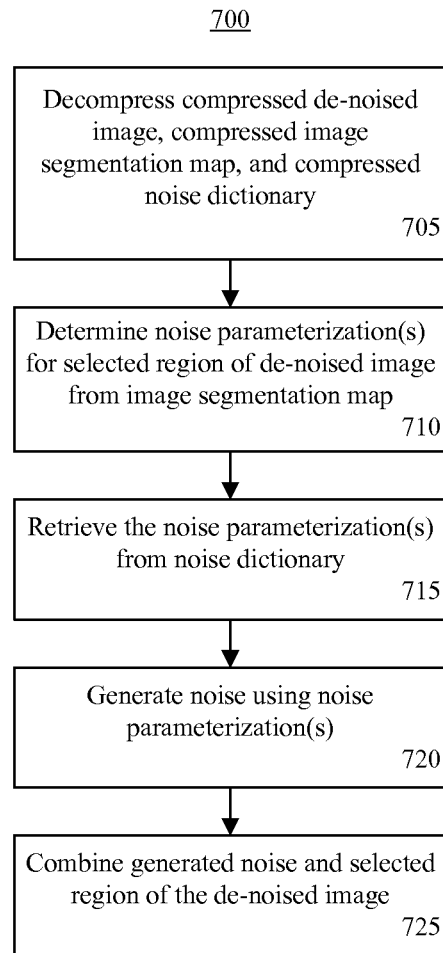 700
Decompress compressed de-noised
image, compressed image
segmentation map, and compressed
noise dictionary
705
Determine noise parameterization(s)
for selected region of de-noised image
from image segmentation map
710
Retrieve the noise parameterization(s)
from noise dictionary
715
Generate noise using noise
parameterization(s)
720
Combine generated noise and selected
region of the de-noised image
725